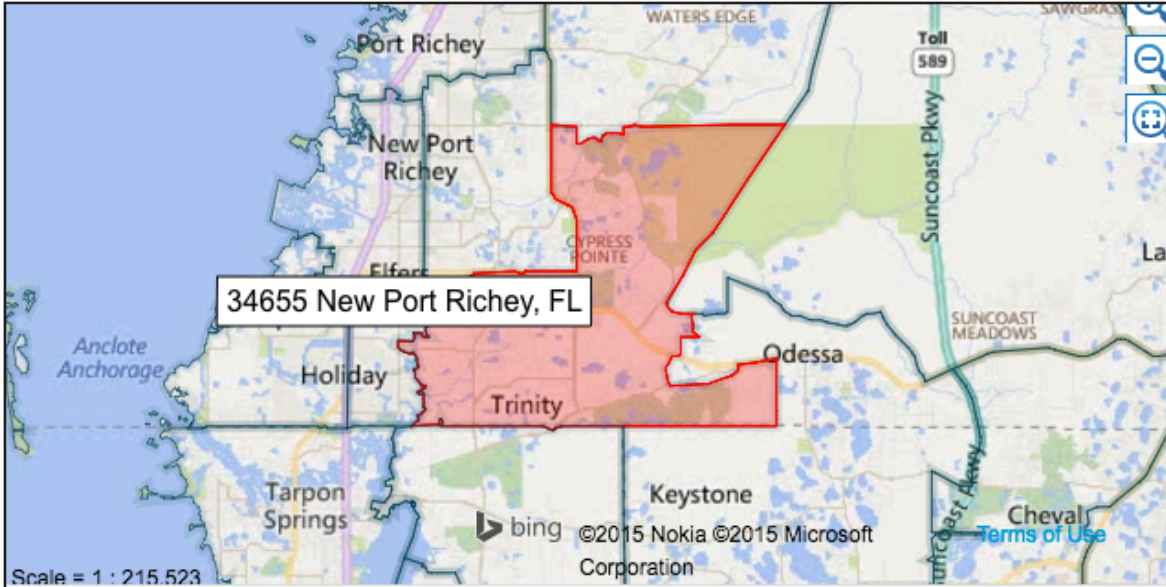 WATERS EDGE
SAWGRASS
Port Richey
Toll
589
New Port
Richey
Suncoast Pkwy
CYPRESS
POINTE
Elfers
La
34655 New Port Richey, FL
SUNCOAST
MEADOWS
Anclote
Anchorage
Odessa
Holiday
Trinity
Tarpon
Springs
Keystone
Suncoast Pkwy
Cheval
bing ©2015 Nokia ©2015 Microsoft
Corporation
Terms of Use
Scale = 1 : 215,523